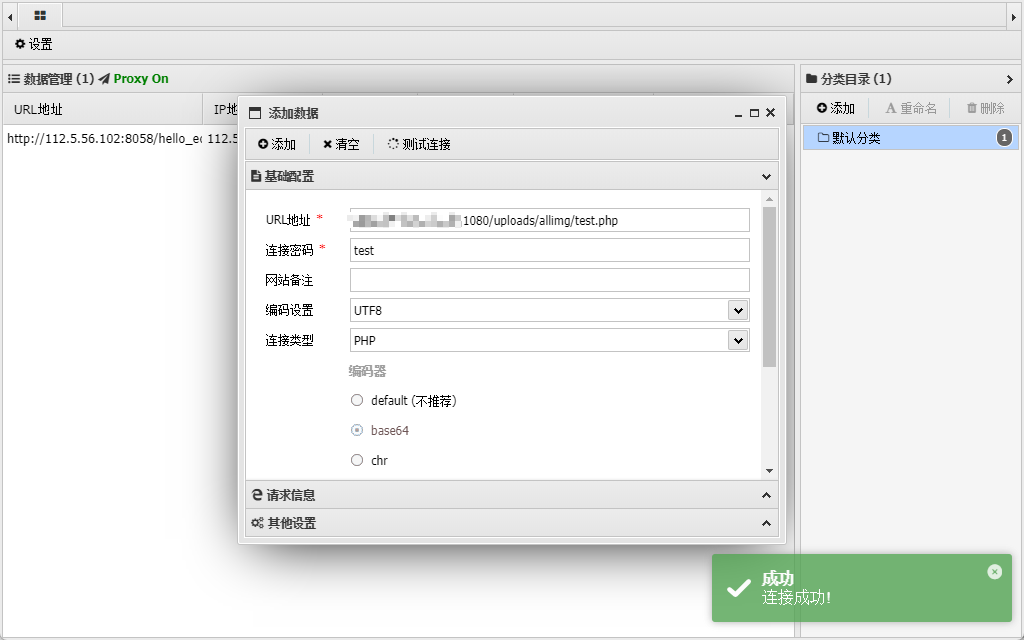 设置
数据管理 (1) Proxy On
URL地址 IP地
http://112.5.56.102:8058/hello_ec 112.5
添加数据
添加 清空 测试连接
基础配置
URL地址 * 1080/uploads/allimg/test.php
连接密码 * test
网站备注
编码设置 UTF8
连接类型 PHP
编码器
default (不推荐)
base64
chr
请求信息
其他设置
分类目录 (1)
添加 重命名 删除
默认分类 1
成功
连接成功!